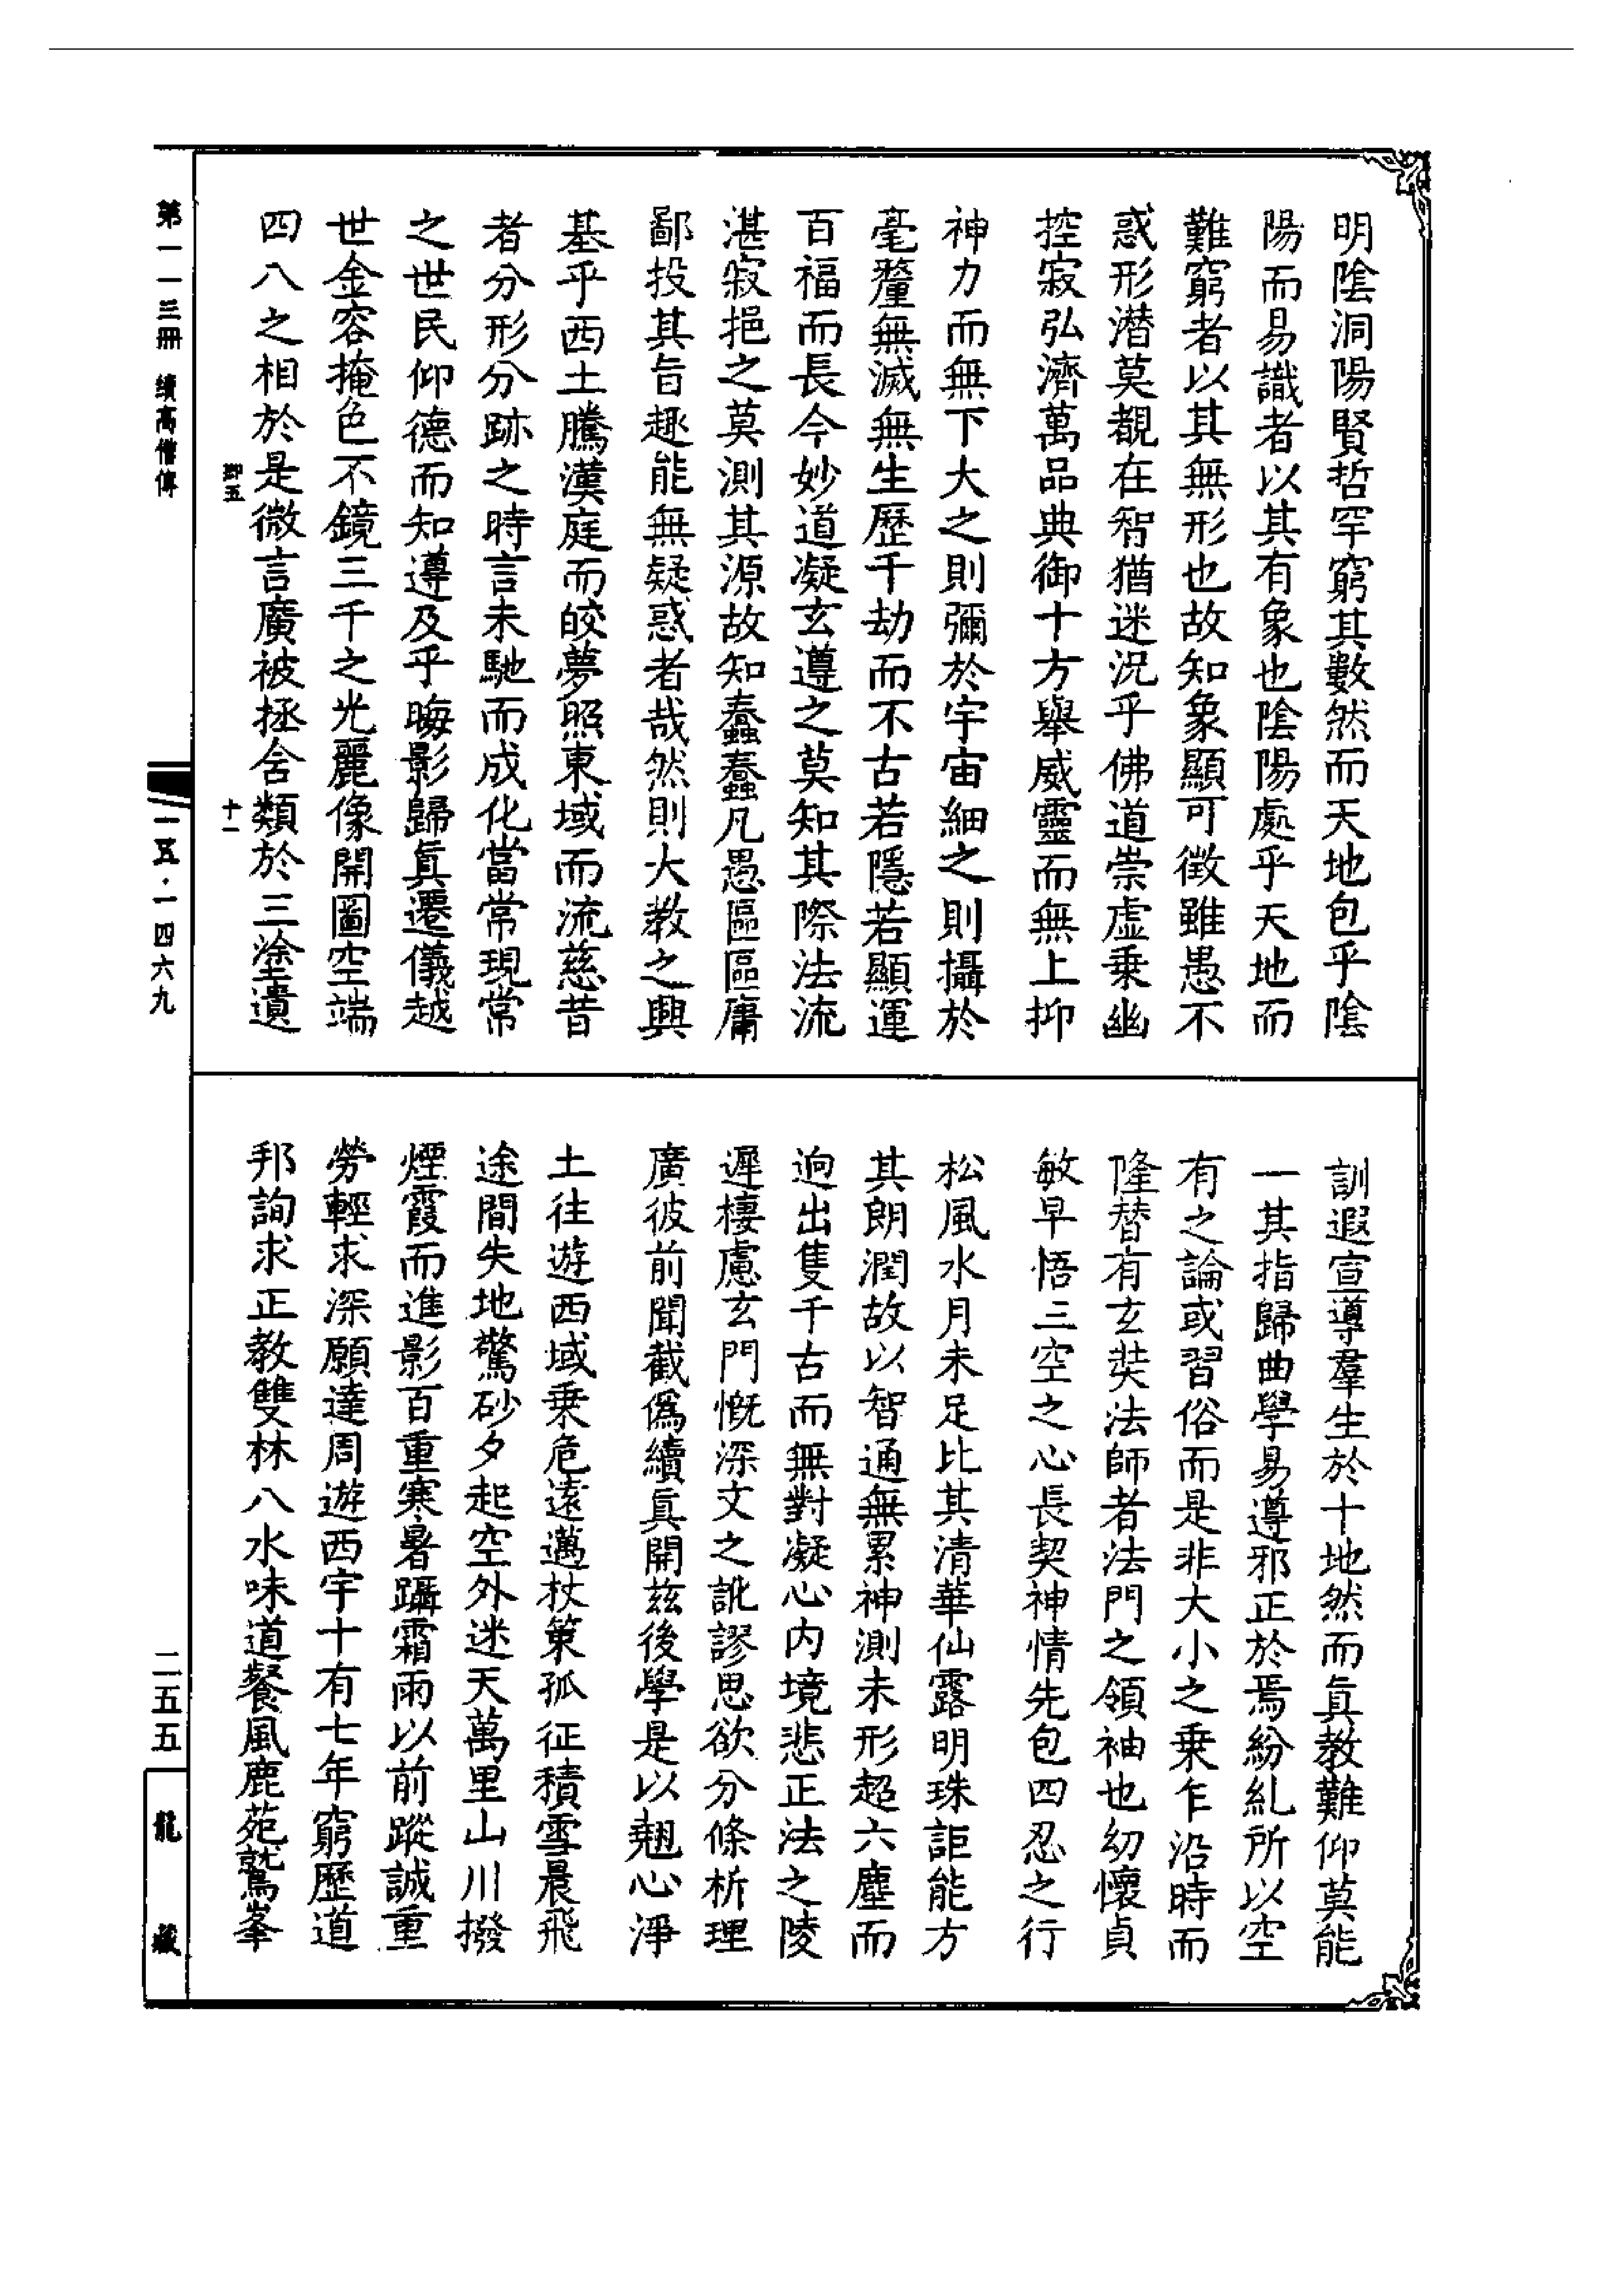 明陰洞陽賢哲罕窮其數然而天地包乎陰
陽而易識者以其有象也陰陽處乎天地而
難窮者以其無形也故知象顯可徵雖愚不
惑形潛莫覩在智猶迷況乎佛道崇虛乗幽
控寂弘濟萬品典御十方舉威靈而無上抑
神力而無下大之則彌於宇宙細之則攝於
毫釐無滅無生歷千劫而不古若隱若顯運
百福而長今妙道凝玄遵之莫知其際法流
湛寂挹之莫測其源故知蠢蠢凡愚區區庸
鄙投其旨趣能無疑惑者哉然則大教之興
基乎西土騰漢庭而皎夢照東域而流慈昔
者分形分跡之時言未馳而成化當常現常
之世民仰德而知遵及乎晦影歸眞遷儀越
世金容掩色不鏡三千之光麗像開圖空端
四八之相於是微言廣被拯含類於三塗遺
訓遐宣導羣生於十地然而眞教難仰莫能
一其指歸曲學易遵邪正於焉紛糺所以空
有之論或習俗而是非大小之乗乍沿時而
隆替有玄奘法師者法門之領袖也幼懷貞
敏早悟三空之心長契神情先包四忍之行
松風水月未足比其清華仙露明珠詎能方
其朗潤故以智通無累神測未形超六塵而
迥出隻千古而無對凝心内境悲正法之陵
遲棲慮玄門慨深文之訛謬思欲分條析理
廣彼前聞截僞續眞開茲後學是以翹心淨
土往遊西域乗危遠邁杖策孤征積雪晨飛
途間失地驚砂夕起空外迷天萬里山川撥
煙霞而進影百重寒暑躡霜雨以前蹤誠重
勞輕求深願達周遊西宇十有七年窮歷道
邦詢求正教雙林八水味道餐風鹿苑鷲峯
卿五
十一
第一一三冊 續高僧傳
一五·一四六九
二五五
龍藏